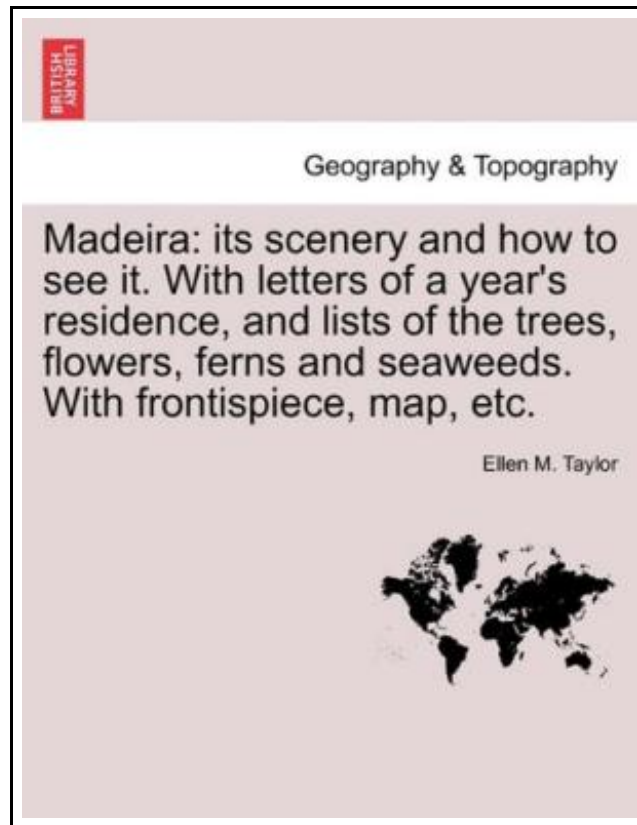 BRITISH
LIBRARY
Geography & Topography
Madeira: its scenery and how to
see it. With letters of a year's
residence, and lists of the trees,
flowers, ferns and seaweeds.
With frontispiece, map, etc.
Ellen M. Taylor